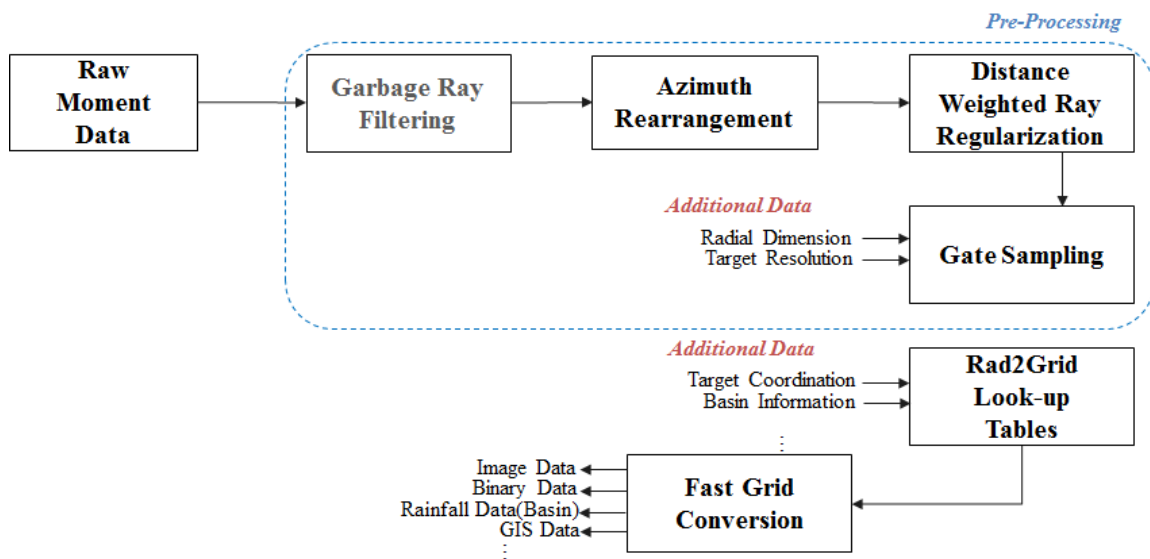 Pre-Processing
Raw
Moment
Data
Garbage Ray
Filtering
Azimuth
Rearrangement
Distance
Weighted Ray
Regularization
Additional Data
Radial Dimension
Target Resolution
Gate Sampling
Additional Data
Target Coordination
Basin Information
⋮
Rad2Grid
Look-up
Tables
Image Data
Binary Data
Rainfall Data(Basin)
GIS Data
⋮
Fast Grid
Conversion